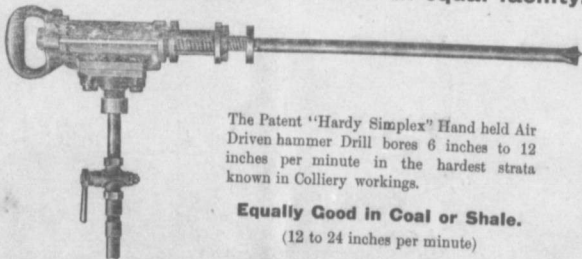 equal facility.
The Patent "Hardy Simplex" Hand held Air
Driven hammer Drill bores 6 inches to 12
inches per minute in the hardest strata
known in Colliery workings.
Equally Good in Coal or Shale.
(12 to 24 inches per minute)